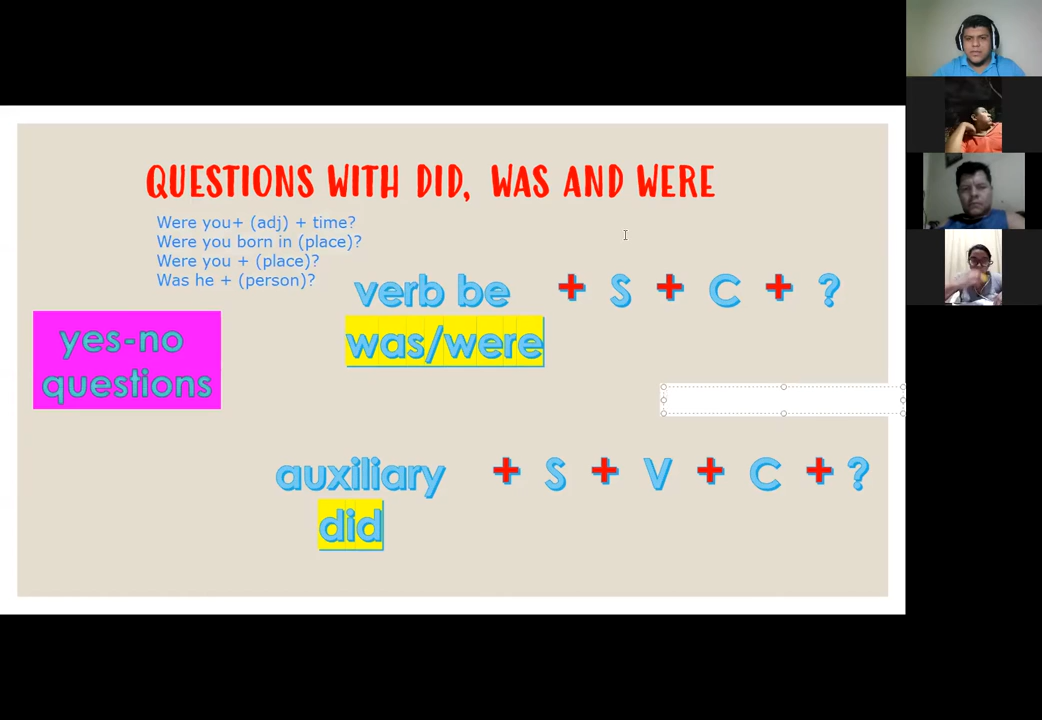 QUESTIONS WITH DID, WAS AND WERE
Were you+ (adj) + time?
Were you born in (place)?
Were you + (place)?
Was he + (person)?
verb be + S + C + ?
was/were
yes-no
questions
auxiliary + S + V + C + ?
did